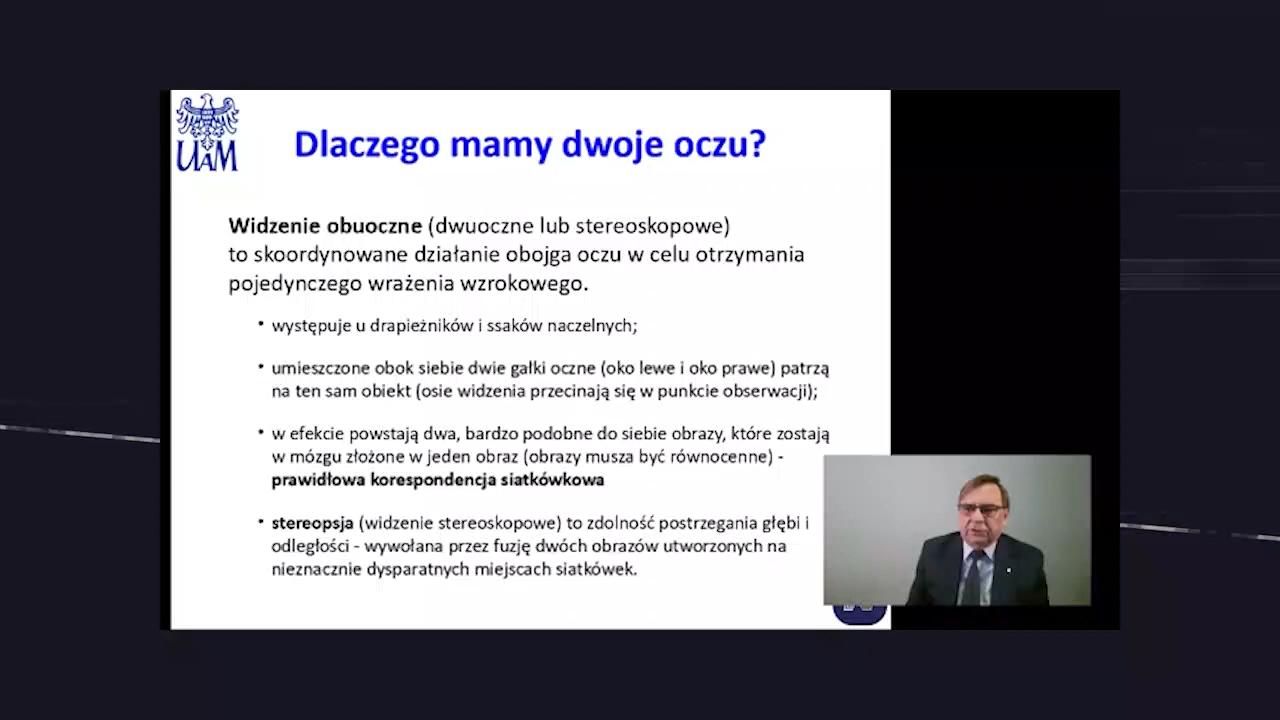 UAM
Dlaczego mamy dwoje oczu?
Widzenie obuoczne (dwuoczne lub stereoskopowe)
to skoordynowane działanie obojga oczu w celu otrzymania
pojedynczego wrażenia wzrokowego.
• występuje u drapieżników i ssaków naczelnych;
• umieszczone obok siebie dwie gałki oczne (oko lewe i oko prawe) patrzą
na ten sam obiekt (osie widzenia przecinają się w punkcie obserwacji);
• w efekcie powstają dwa, bardzo podobne do siebie obrazy, które zostają
w mózgu złożone w jeden obraz (obrazy musza być równocenne) -
prawidłowa korespondencja siatkówkowa
• stereopsja (widzenie stereoskopowe) to zdolność postrzegania głębi i
odległości - wywołana przez fuzję dwóch obrazów utworzonych na
nieznacznie dysparatnych miejscach siatkówek.